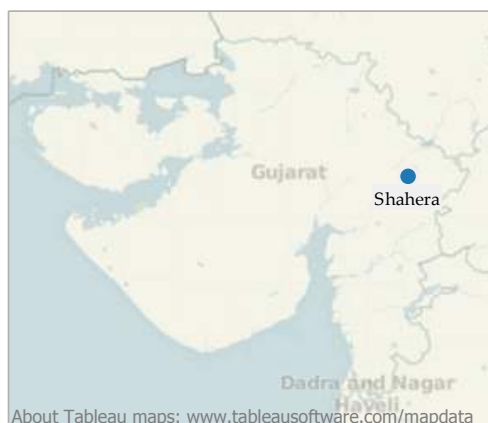 Gujarat
Shahera
Dadra and Nagar
Haveli
About Tableau maps: www.tableausoftware.com/mapdata